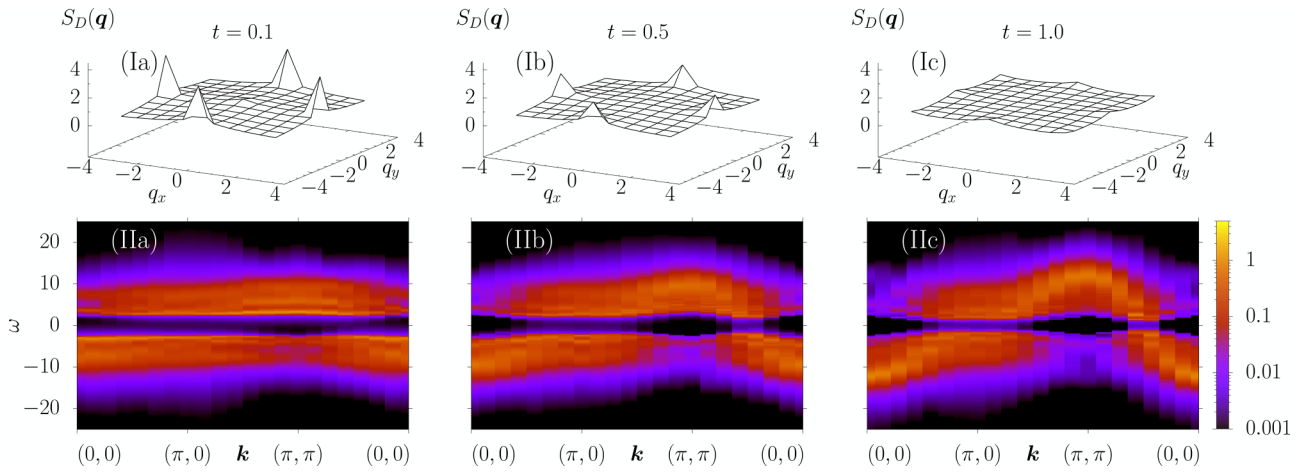 S_D(q) t = 0.1 S_D(q) t = 0.5 S_D(q) t = 1.0
(Ia) (Ib) (Ic)
4 4 4
2 2 2
0 0 0
−4 −2 0 2 4 −4 −2 0 2 4 −4 −2 0 2 4
−4 −2 0 2 4 −4 −2 0 2 4 −4 −2 0 2 4
q_x q_y q_x q_y q_x q_y
(IIa) (IIb) (IIc)
20
10
0
−10
−20
ω
1
0.1
0.01
0.001
(0, 0) (π, 0) k (π, π) (0, 0) (0, 0) (π, 0) k (π, π) (0, 0) (0, 0) (π, 0) k (π, π) (0, 0)